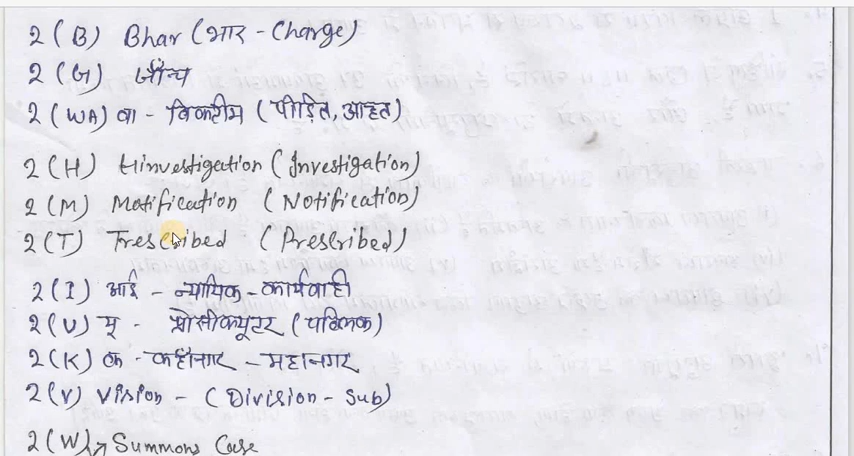 2 (B) Bhar (भार - Charge)
2 (G) जाँच
2 (WA) वा - विकटीम (पीड़ित, आहत)
2 (H) Hinvestigation (Investigation)
2 (M) Motification (Notification)
2 (T) Trescribed (Prescribed)
2 (I) आई - न्यायिक - कार्यवाही
2 (U) यू - प्रोसीक्यूटर (पब्लिक)
2 (K) क - कहानगर - महानगर
2 (V) Vision - (Division - Sub)
2 (W) → Summons Case